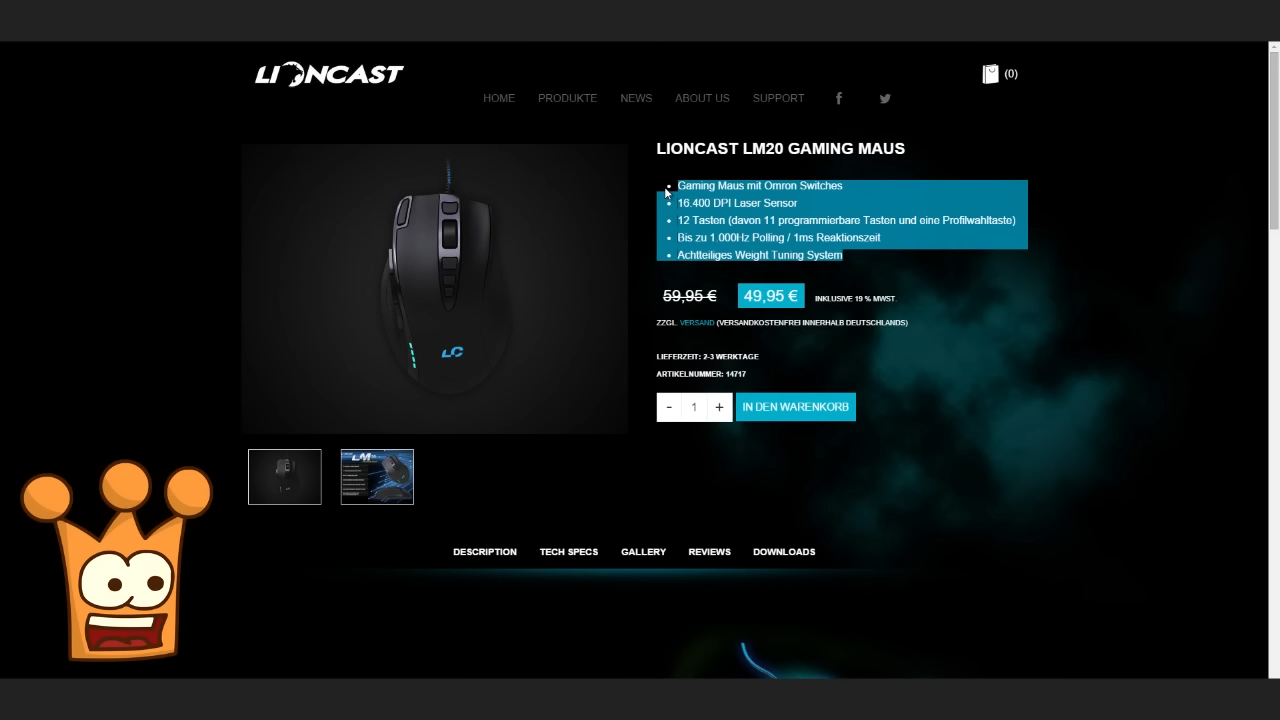 LIONCAST
(0)
HOME PRODUKTE NEWS ABOUT US SUPPORT
LIONCAST LM20 GAMING MAUS
Gaming Maus mit Omron Switches
16.400 DPI Laser Sensor
12 Tasten (davon 11 programmierbare Tasten und eine Profilwahltaste)
Bis zu 1.000Hz Polling / 1ms Reaktionszeit
Achtteiliges Weight Tuning System
59,95 € 49,95 € INKLUSIVE 19 % MWST.
ZZGL. VERSAND (VERSANDKOSTENFREI INNERHALB DEUTSCHLANDS)
LIEFERZEIT: 2-3 WERKTAGE
ARTIKELNUMMER: 14717
- 1 + IN DEN WARENKORB
LC
LM
DESCRIPTION TECH SPECS GALLERY REVIEWS DOWNLOADS